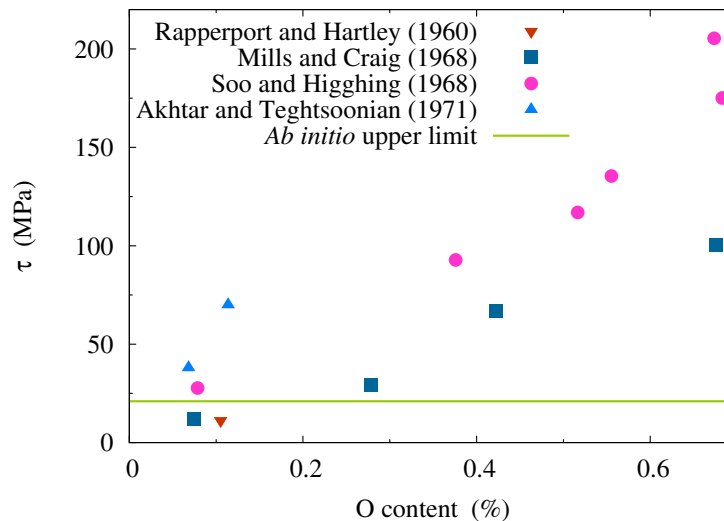 Rapperport and Hartley (1960)
Mills and Craig (1968)
Soo and Higghing (1968)
Akhtar and Teghtsoonian (1971)
Ab initio upper limit
200
150
100
50
0
τ (MPa)
0 0.2 0.4 0.6
O content (%)